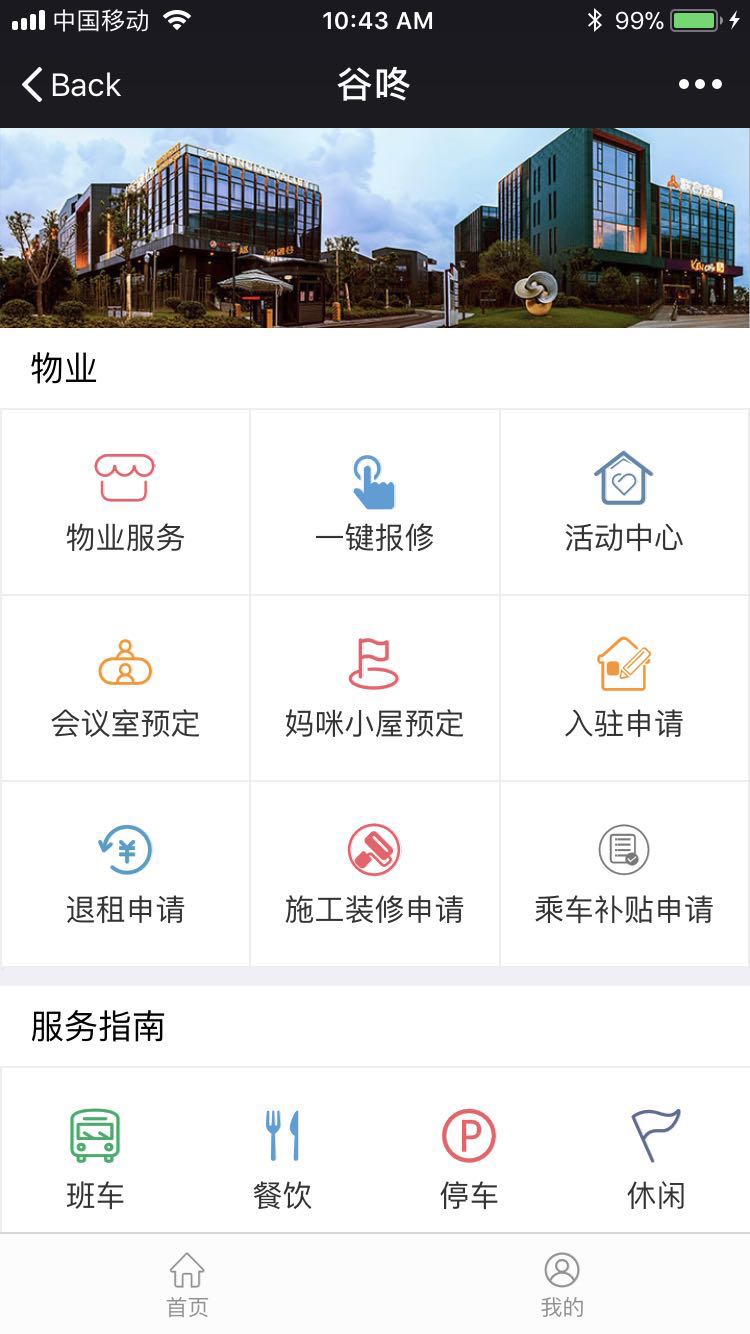 中国移动 10:43 AM 99%
Back 谷咚
物业
物业服务 一键报修 活动中心
会议室预定 妈咪小屋预定 入驻申请
¥
退租申请 施工装修申请 乘车补贴申请
服务指南
P
班车 餐饮 停车 休闲
首页 我的